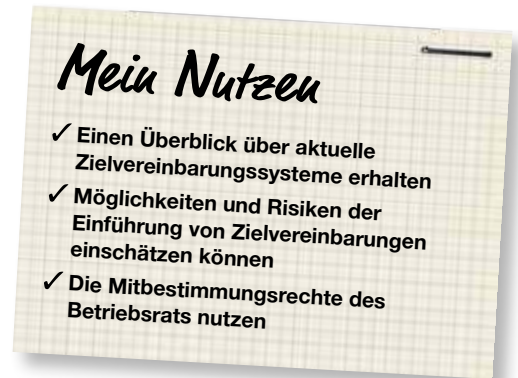 Mein Nutzen
✓ Einen Überblick über aktuelle
Zielvereinbarungssysteme erhalten
✓ Möglichkeiten und Risiken der
Einführung von Zielvereinbarungen
einschätzen können
✓ Die Mitbestimmungsrechte des
Betriebsrats nutzen